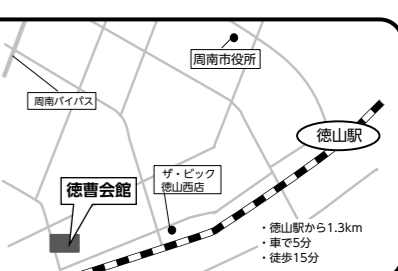 周南市役所
周南バイパス
徳山駅
ザ・ビック
徳山西店
徳曹会館
・徳山駅から1.3km
・車で5分
・徒歩15分